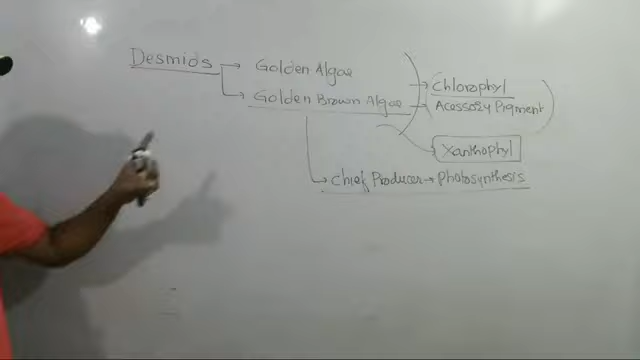 Desmids
Golden Algae
Golden Brown Algae
Chlorophyl
Acessory Pigment
Xanthophyl
Chief Producer → Photosynthesis